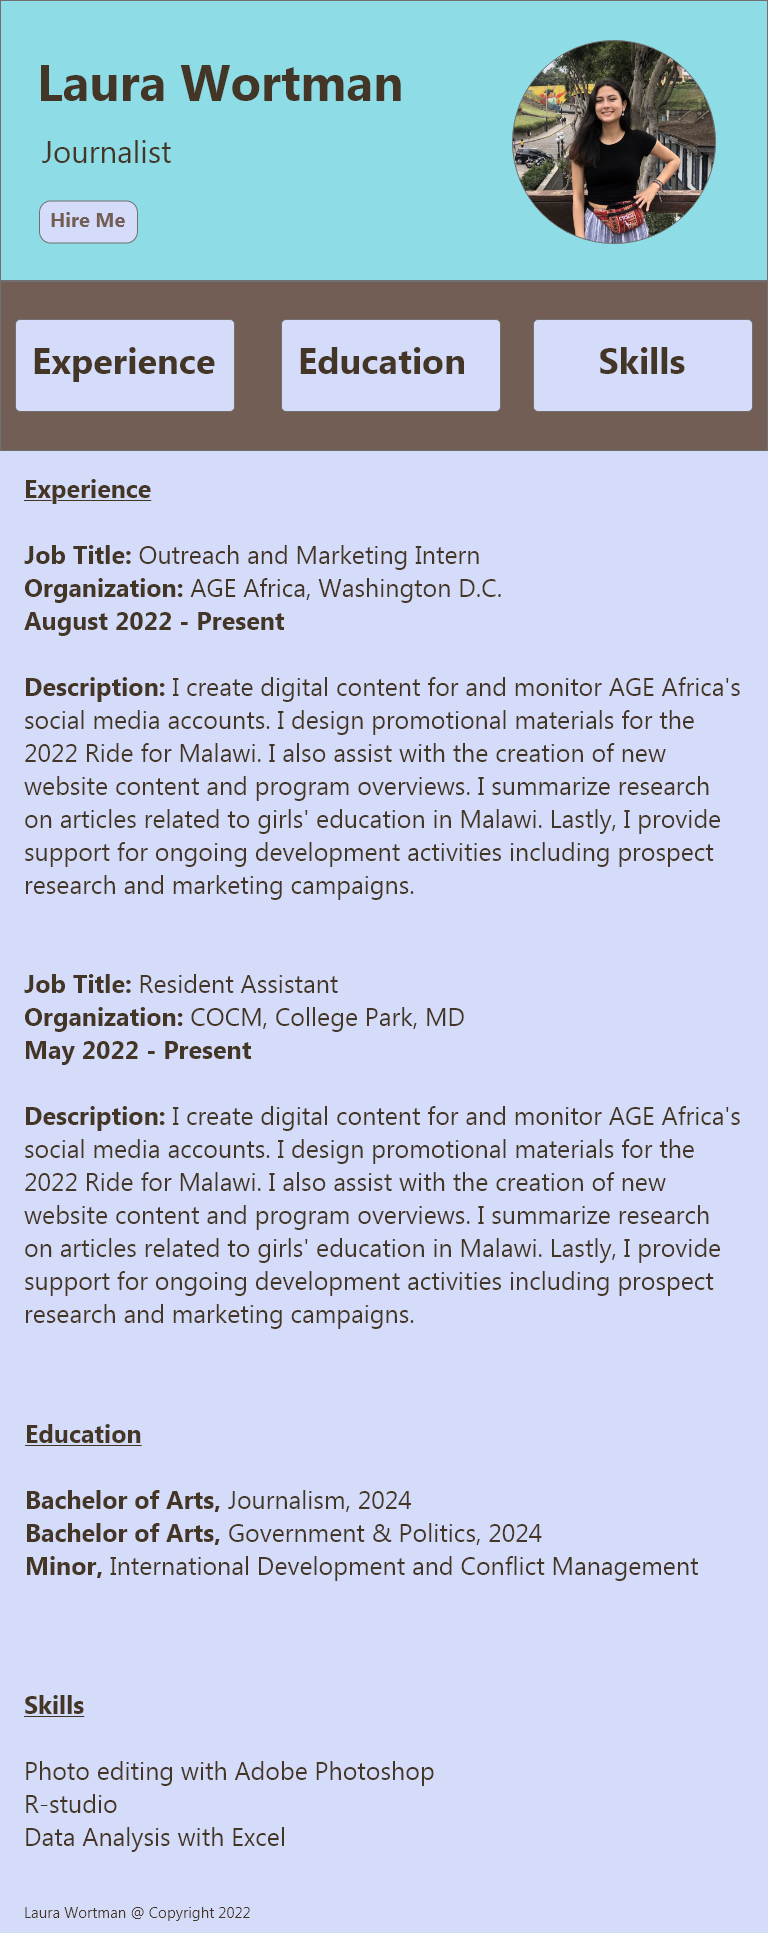 Laura Wortman
Journalist
Hire Me
Experience
Education
Skills
Experience
Job Title: Outreach and Marketing Intern
Organization: AGE Africa, Washington D.C.
August 2022 - Present
Description: I create digital content for and monitor AGE Africa's
social media accounts. I design promotional materials for the
2022 Ride for Malawi. I also assist with the creation of new
website content and program overviews. I summarize research
on articles related to girls' education in Malawi. Lastly, I provide
support for ongoing development activities including prospect
research and marketing campaigns.
Job Title: Resident Assistant
Organization: COCM, College Park, MD
May 2022 - Present
Description: I create digital content for and monitor AGE Africa's
social media accounts. I design promotional materials for the
2022 Ride for Malawi. I also assist with the creation of new
website content and program overviews. I summarize research
on articles related to girls' education in Malawi. Lastly, I provide
support for ongoing development activities including prospect
research and marketing campaigns.
Education
Bachelor of Arts, Journalism, 2024
Bachelor of Arts, Government & Politics, 2024
Minor, International Development and Conflict Management
Skills
Photo editing with Adobe Photoshop
R-studio
Data Analysis with Excel
Laura Wortman @ Copyright 2022